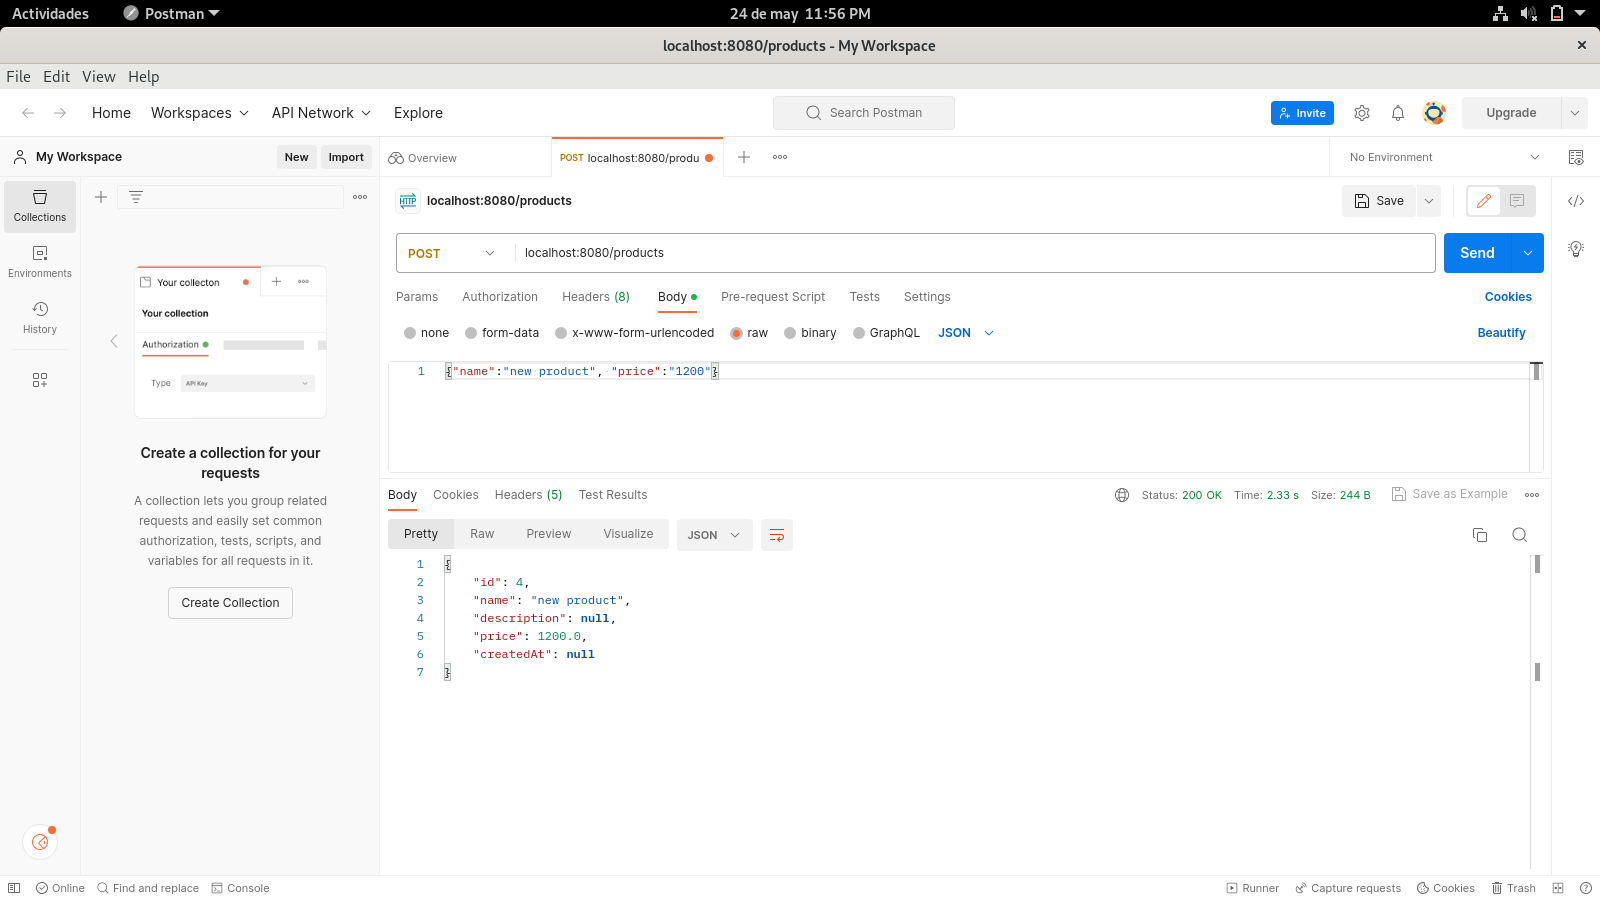 Actividades Postman 24 de may 11:56 PM
localhost:8080/products - My Workspace
File Edit View Help
Home Workspaces API Network Explore Search Postman Invite Upgrade
My Workspace New Import Overview POST localhost:8080/produ No Environment
Collections
Environments
History
Your collecton
Your collection
Authorization
Type API Key
Create a collection for your
requests
A collection lets you group related
requests and easily set common
authorization, tests, scripts, and
variables for all requests in it.
Create Collection
HTTP localhost:8080/products Save
POST localhost:8080/products Send
Params Authorization Headers (8) Body Pre-request Script Tests Settings Cookies
none form-data x-www-form-urlencoded raw binary GraphQL JSON Beautify
1 {"name":"new product", "price":"1200"}
Body Cookies Headers (5) Test Results Status: 200 OK Time: 2.33 s Size: 244 B Save as Example
Pretty Raw Preview Visualize JSON
1 {
2 "id": 4,
3 "name": "new product",
4 "description": null,
5 "price": 1200.0,
6 "createdAt": null
7 }
Online Find and replace Console Runner Capture requests Cookies Trash